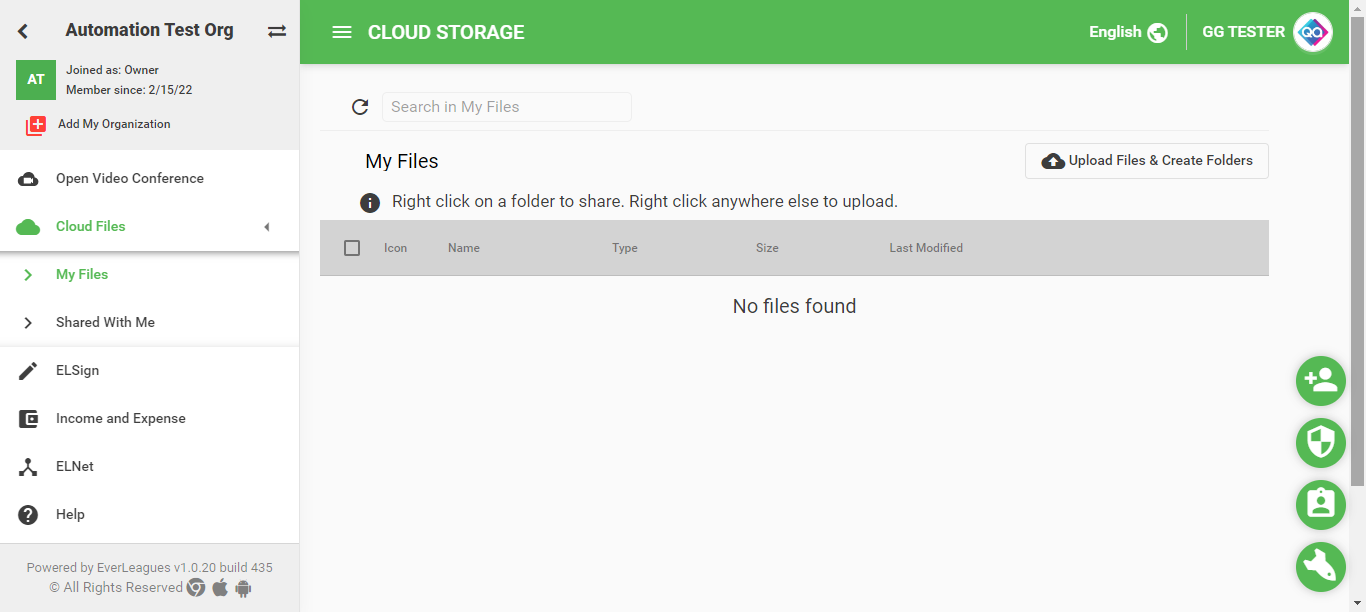 Automation Test Org
AT
Joined as: Owner
Member since: 2/15/22
Add My Organization
Open Video Conference
Cloud Files
My Files
Shared With Me
ELSign
Income and Expense
ELNet
Help
Powered by EverLeagues v1.0.20 build 435
© All Rights Reserved
CLOUD STORAGE
English
GG TESTER
QA
Search in My Files
My Files
Upload Files & Create Folders
Right click on a folder to share. Right click anywhere else to upload.
Icon Name Type Size Last Modified
No files found